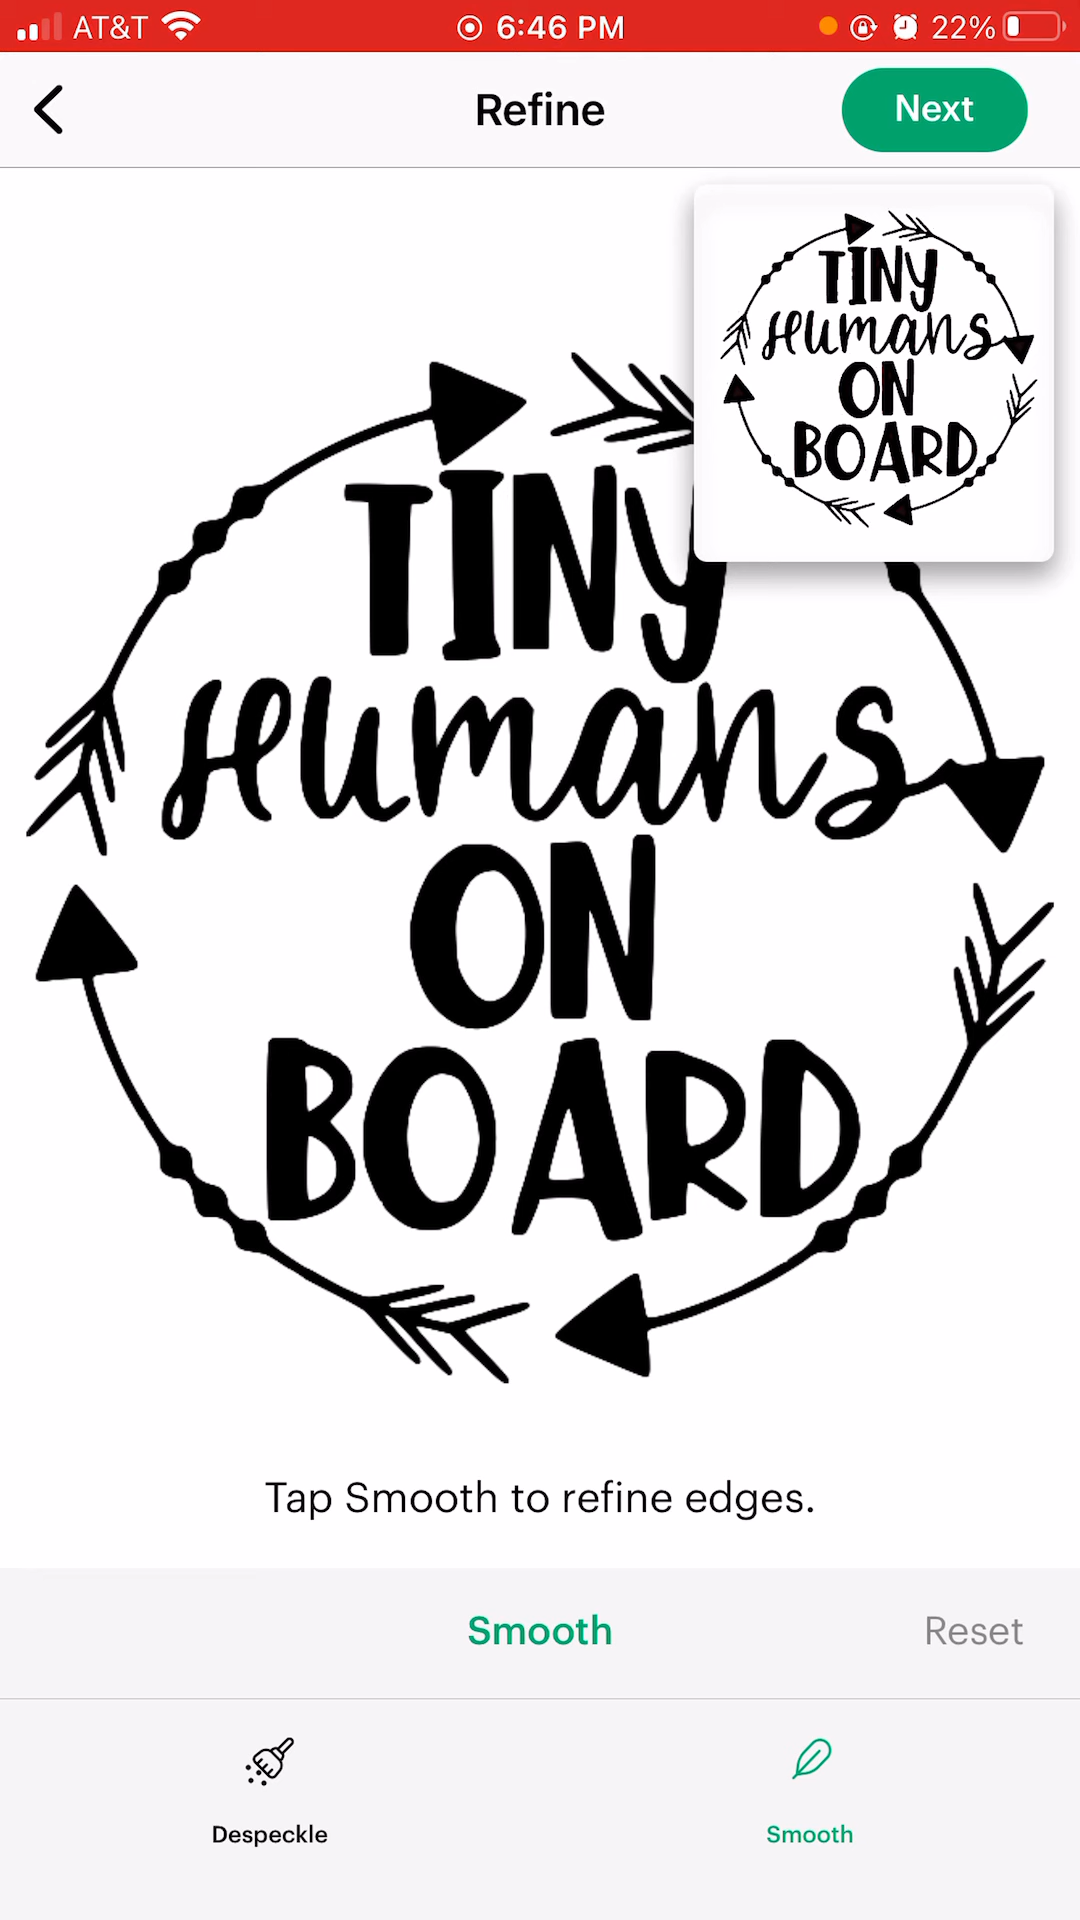 AT&T 6:46 PM 22%
Refine Next
TINY
Humans
ON
BOARD
TINY
Humans
ON
BOARD
Tap Smooth to refine edges.
Smooth Reset
Despeckle Smooth